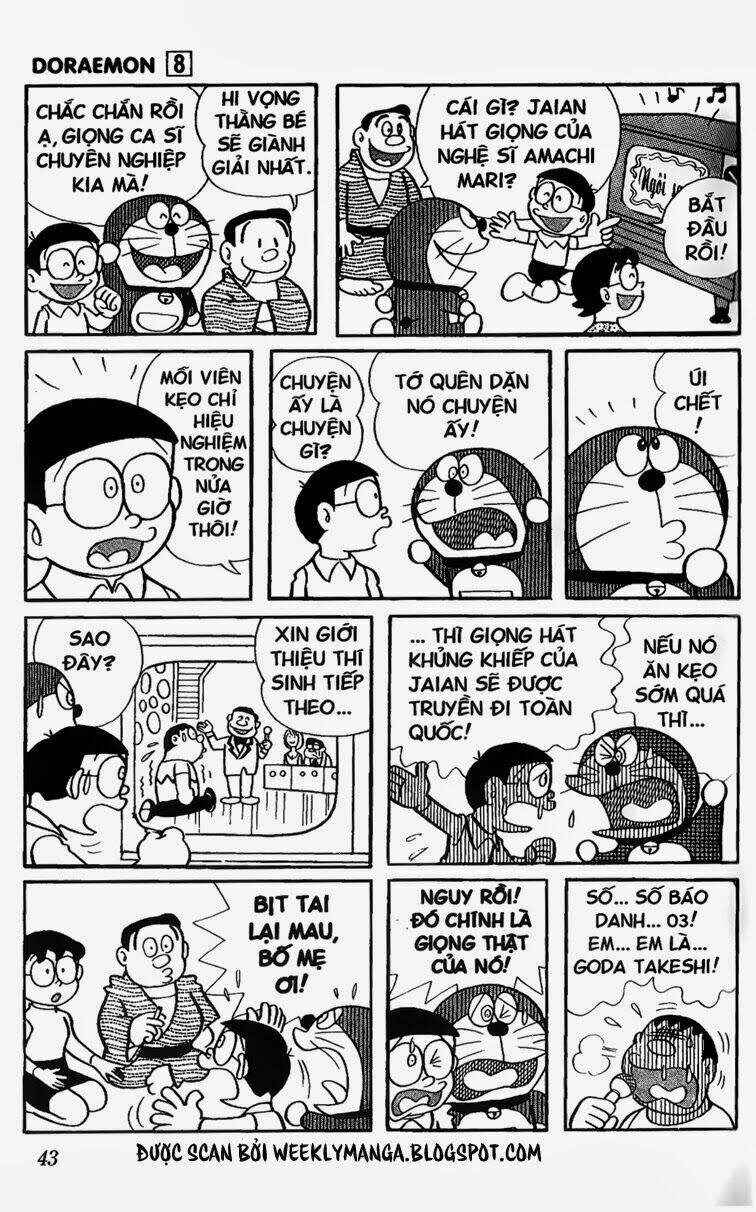 DORAEMON 8
BẮT
ĐẦU
RỒI!
Ngôi
CÁI GÌ? JAIAN
HÁT GIỌNG CỦA
NGHỆ SĨ AMACHI
MARI?
HI VỌNG
THẰNG BÉ
SẼ GIÀNH
GIẢI NHẤT.
CHẮC CHẮN RỒI
Ạ, GIỌNG CA SĨ
CHUYÊN NGHIỆP
KIA MÀ!
ÚI
CHẾT
!
TỚ QUÊN DẶN
NÓ CHUYỆN
ẤY!
CHUYỆN
ẤY LÀ
CHUYỆN
GÌ?
MỖI VIÊN
KẸO CHỈ
HIỆU
NGHIỆM
TRONG
NỬA
GIỜ
THÔI!
NẾU NÓ
ĂN KẸO
SỚM QUÁ
THÌ...
... THÌ GIỌNG HÁT
KHỦNG KHIẾP CỦA
JAIAN SẼ ĐƯỢC
TRUYỀN ĐI TOÀN
QUỐC!
XIN GIỚI
THIỆU THÍ
SINH TIẾP
THEO...
SAO
ĐÂY?
SỐ... SỐ BÁO
DANH... 03!
EM... EM LÀ...
GODA TAKESHI!
NGUY RỒI!
ĐÓ CHÍNH LÀ
GIỌNG THẬT
CỦA NÓ!
BỊT TAI
LẠI MAU,
BỐ MẸ
ƠI!
43
ĐƯỢC SCAN BỞI WEEKLYMANGA.BLOGSPOT.COM